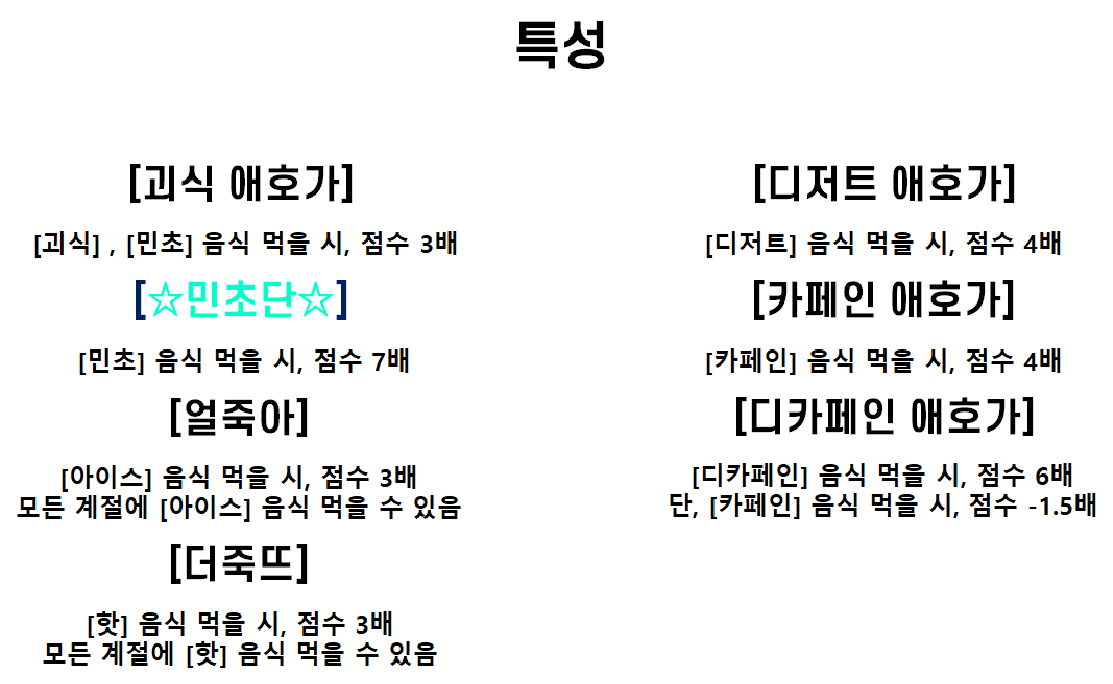 특성
[괴식 애호가]
[괴식] , [민초] 음식 먹을 시, 점수 3배
[☆민초단☆]
[민초] 음식 먹을 시, 점수 7배
[얼죽아]
[아이스] 음식 먹을 시, 점수 3배
모든 계절에 [아이스] 음식 먹을 수 있음
[더죽뜨]
[핫] 음식 먹을 시, 점수 3배
모든 계절에 [핫] 음식 먹을 수 있음
[디저트 애호가]
[디저트] 음식 먹을 시, 점수 4배
[카페인 애호가]
[카페인] 음식 먹을 시, 점수 4배
[디카페인 애호가]
[디카페인] 음식 먹을 시, 점수 6배
단, [카페인] 음식 먹을 시, 점수 -1.5배